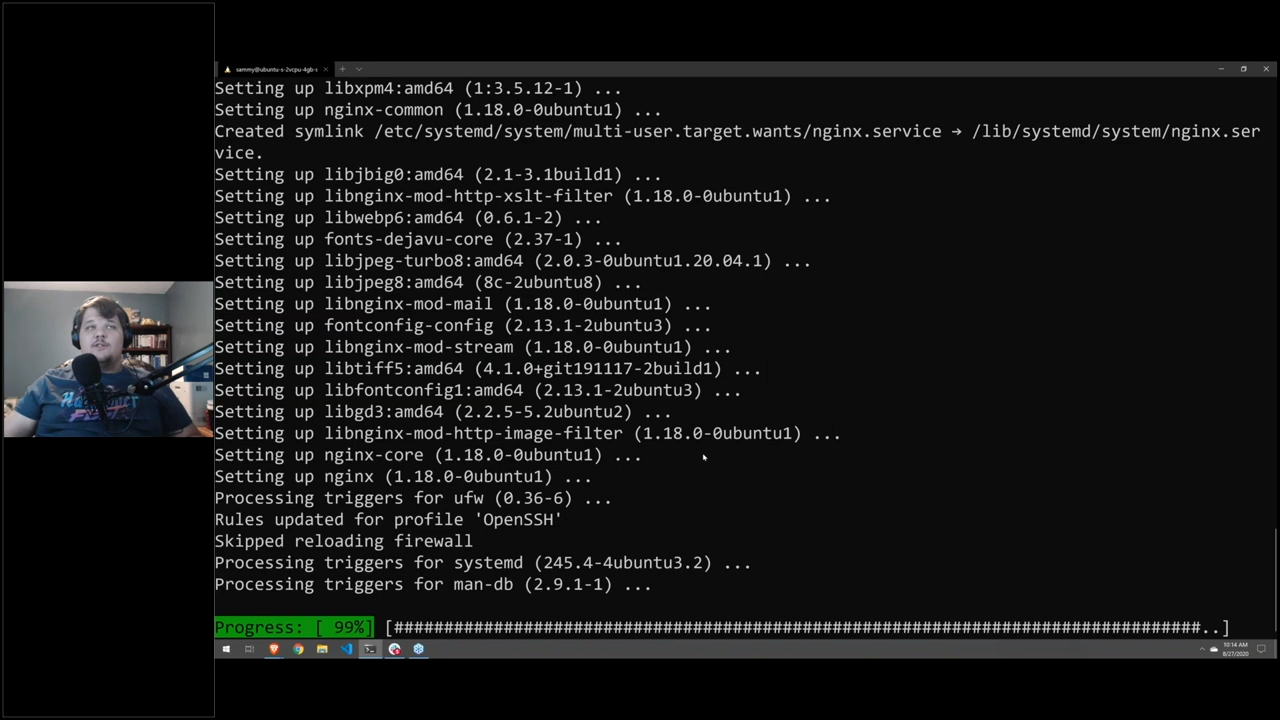 sammy@ubuntu-s-2vcpu-4gb-s
Setting up libxpm4:amd64 (1:3.5.12-1) ...
Setting up nginx-common (1.18.0-0ubuntu1) ...
Created symlink /etc/systemd/system/multi-user.target.wants/nginx.service → /lib/systemd/system/nginx.ser
vice.
Setting up libjbig0:amd64 (2.1-3.1build1) ...
Setting up libnginx-mod-http-xslt-filter (1.18.0-0ubuntu1) ...
Setting up libwebp6:amd64 (0.6.1-2) ...
Setting up fonts-dejavu-core (2.37-1) ...
Setting up libjpeg-turbo8:amd64 (2.0.3-0ubuntu1.20.04.1) ...
Setting up libjpeg8:amd64 (8c-2ubuntu8) ...
Setting up libnginx-mod-mail (1.18.0-0ubuntu1) ...
Setting up fontconfig-config (2.13.1-2ubuntu3) ...
Setting up libnginx-mod-stream (1.18.0-0ubuntu1) ...
Setting up libtiff5:amd64 (4.1.0+git191117-2build1) ...
Setting up libfontconfig1:amd64 (2.13.1-2ubuntu3) ...
Setting up libgd3:amd64 (2.2.5-5.2ubuntu2) ...
Setting up libnginx-mod-http-image-filter (1.18.0-0ubuntu1) ...
Setting up nginx-core (1.18.0-0ubuntu1) ...
Setting up nginx (1.18.0-0ubuntu1) ...
Processing triggers for ufw (0.36-6) ...
Rules updated for profile 'OpenSSH'
Skipped reloading firewall
Processing triggers for systemd (245.4-4ubuntu3.2) ...
Processing triggers for man-db (2.9.1-1) ...
Progress: [ 99%] [#################################################################################..]
10:14 AM
8/27/2020